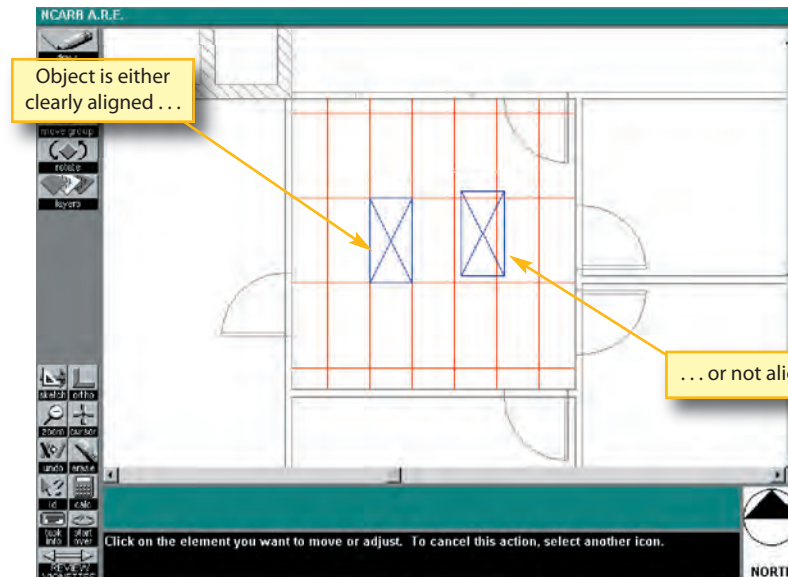 NCARB A.R.E.
Object is either
clearly aligned . . .
move group
rotate
layers
. . . or not
sketch ortho
zoom cursor
undo erase
id calc
task start
info over
Click on the element you want to move or adjust. To cancel this action, select another icon.
REVIEW